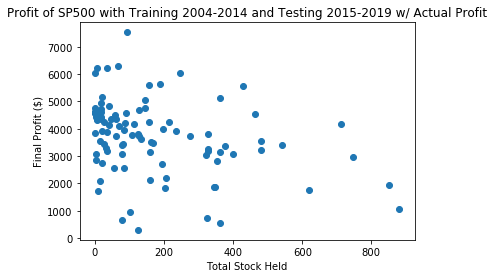 Profit of SP500 with Training 2004-2014 and Testing 2015-2019 w/ Actual Profit
7000
6000
5000
4000
3000
2000
1000
0
Final Profit ($)
0 200 400 600 800
Total Stock Held